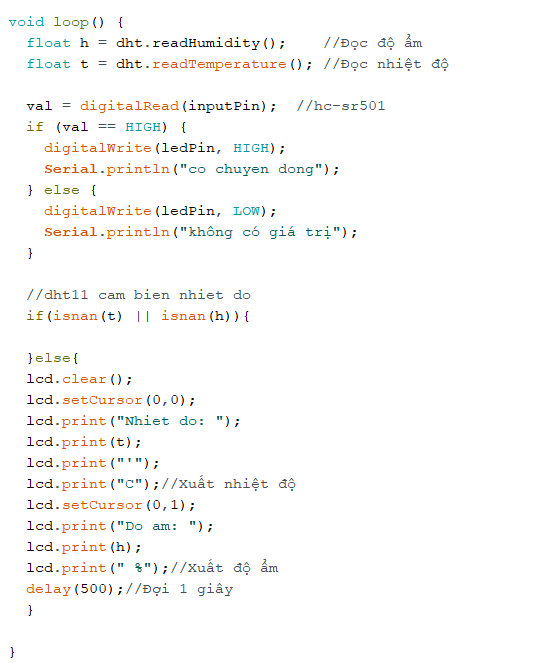 void loop() {
  float h = dht.readHumidity();    //Đọc độ ẩm
  float t = dht.readTemperature(); //Đọc nhiệt độ

  val = digitalRead(inputPin);  //hc-sr501
  if (val == HIGH) {
    digitalWrite(ledPin, HIGH);
    Serial.println("co chuyen dong");
  } else {
    digitalWrite(ledPin, LOW);
    Serial.println("không có giá trị");
  }

  //dht11 cam bien nhiet do
  if(isnan(t) || isnan(h)){

  }else{
  lcd.clear();
  lcd.setCursor(0,0);
  lcd.print("Nhiet do: ");
  lcd.print(t);
  lcd.print("'");
  lcd.print("C");//Xuất nhiệt độ
  lcd.setCursor(0,1);
  lcd.print("Do am: ");
  lcd.print(h);
  lcd.print(" %");//Xuất độ ẩm
  delay(500);//Đợi 1 giây
  }

}